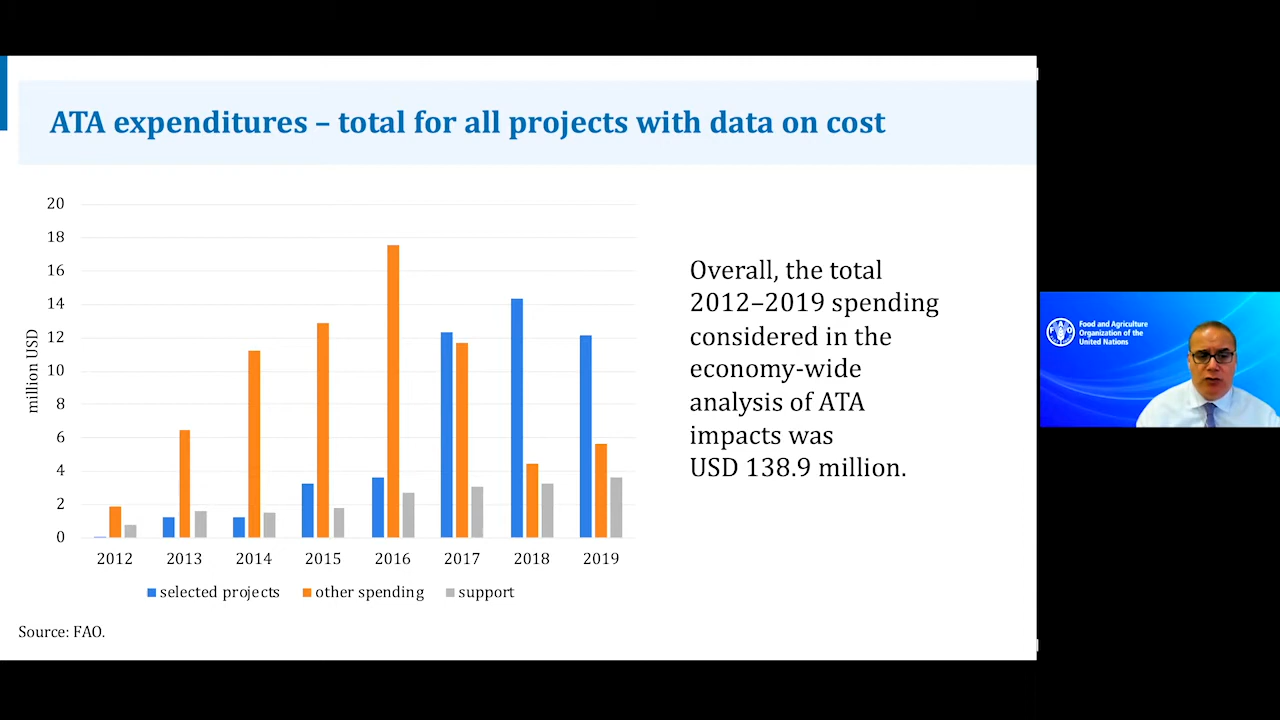 ATA expenditures – total for all projects with data on cost
20
18
16
14
12
10
8
6
4
2
0
million USD
2012 2013 2014 2015 2016 2017 2018 2019
selected projects other spending support
Source: FAO.
Overall, the total
2012–2019 spending
considered in the
economy-wide
analysis of ATA
impacts was
USD 138.9 million.
Food and Agriculture
Organization of the
United Nations